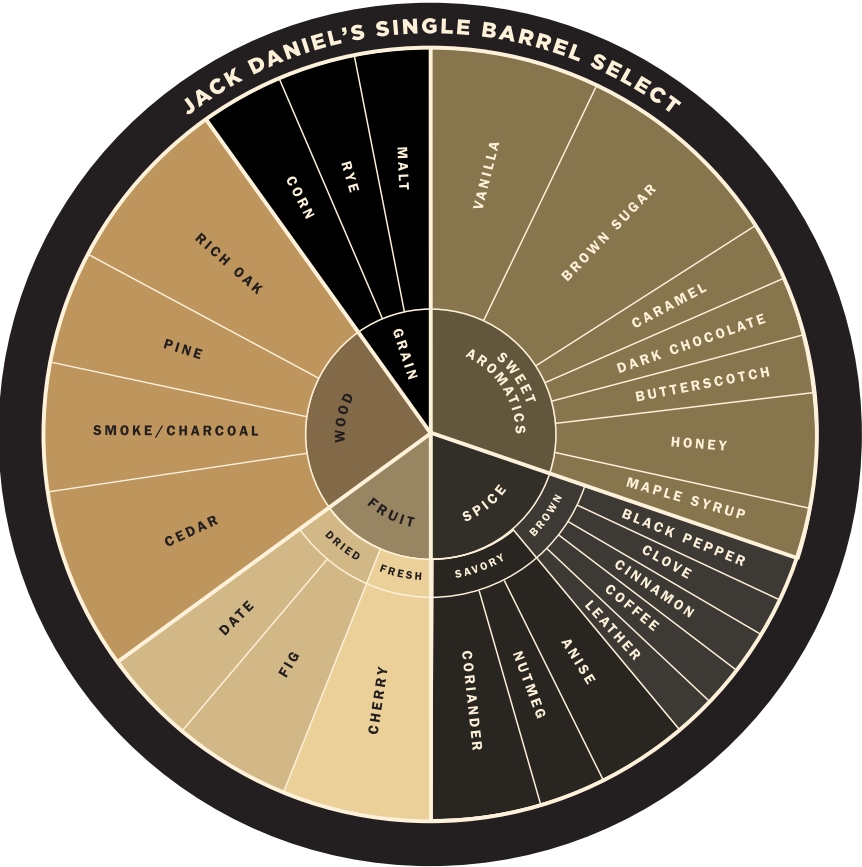 JACK DANIEL'S SINGLE BARREL SELECT
SWEET
AROMATICS
VANILLA
BROWN SUGAR
CARAMEL
DARK CHOCOLATE
BUTTERSCOTCH
HONEY
MAPLE SYRUP
SPICE
BROWN
BLACK PEPPER
CLOVE
CINNAMON
COFFEE
LEATHER
SAVORY
ANISE
NUTMEG
CORIANDER
FRUIT
FRESH
CHERRY
DRIED
FIG
DATE
WOOD
CEDAR
SMOKE/CHARCOAL
PINE
RICH OAK
GRAIN
CORN
RYE
MALT